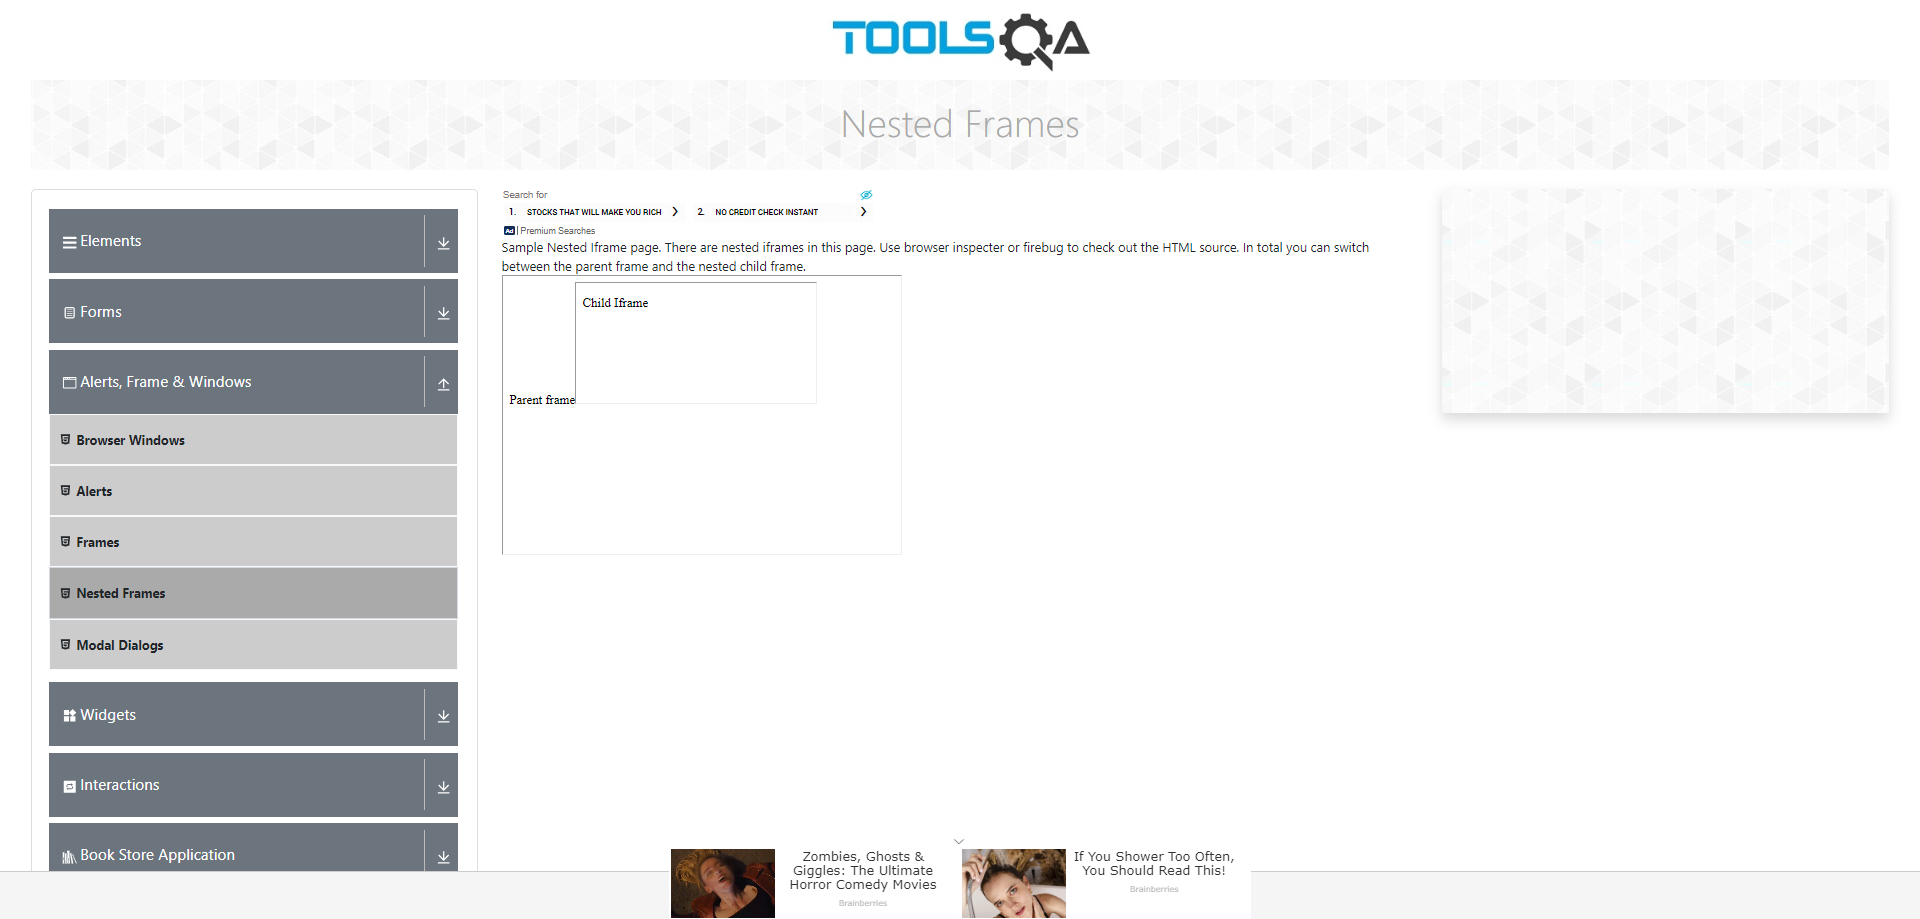 TOOLSQA
Nested Frames
Elements
Forms
Alerts, Frame & Windows
Browser Windows
Alerts
Frames
Nested Frames
Modal Dialogs
Widgets
Interactions
Book Store Application
Search for
1. STOCKS THAT WILL MAKE YOU RICH
2. NO CREDIT CHECK INSTANT
Ad | Premium Searches
Sample Nested Iframe page. There are nested iframes in this page. Use browser inspecter or firebug to check out the HTML source. In total you can switch
between the parent frame and the nested child frame.
Child Iframe
Parent frame
Zombies, Ghosts &
Giggles: The Ultimate
Horror Comedy Movies
Brainberries
If You Shower Too Often,
You Should Read This!
Brainberries